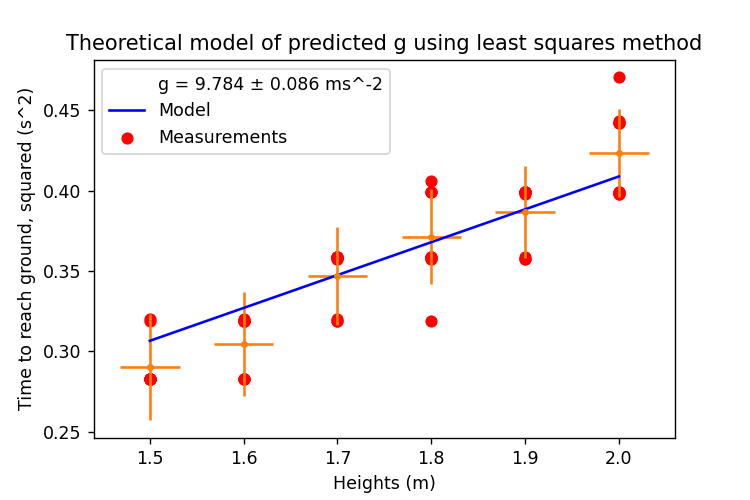 Theoretical model of predicted g using least squares method
g = 9.784 ± 0.086 ms^-2
Model
Measurements
Time to reach ground, squared (s^2)
0.45
0.40
0.35
0.30
0.25
1.5 1.6 1.7 1.8 1.9 2.0
Heights (m)